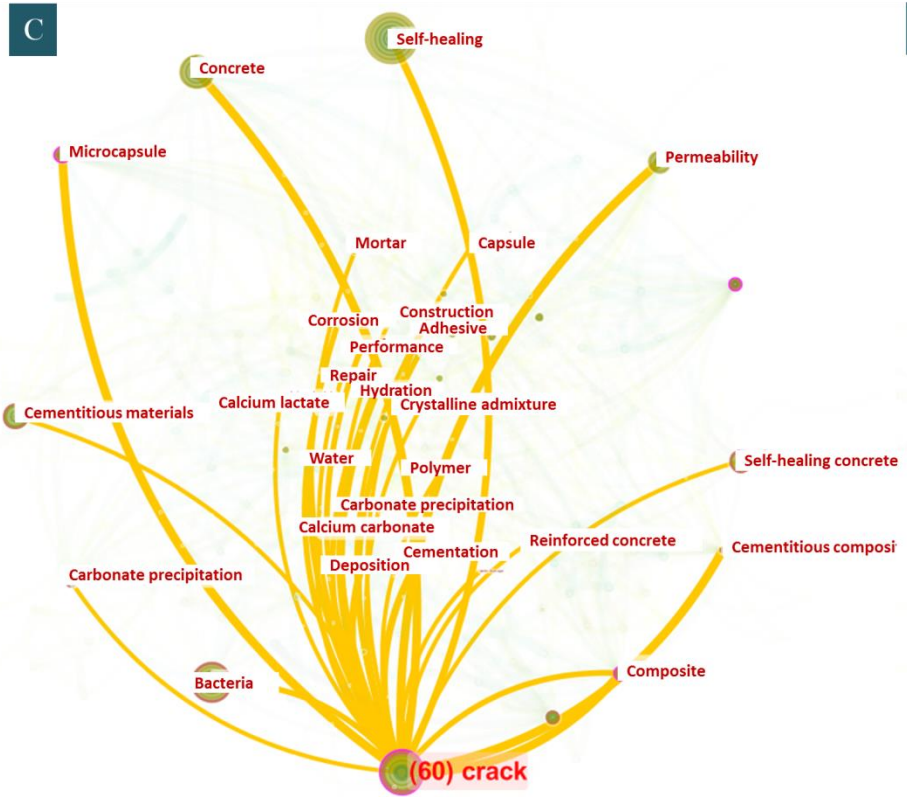 C
Self-healing
Concrete
Microcapsule
Permeability
Mortar
Capsule
Construction
Corrosion
Adhesive
Performance
Repair
Hydration
Calcium lactate
Crystalline admixture
Cementitious materials
Water
Polymer
Self-healing concrete
Carbonate precipitation
Calcium carbonate
Reinforced concrete
Cementation
Cementitious composi
Deposition
Carbonate precipitation
Composite
Bacteria
(60) crack